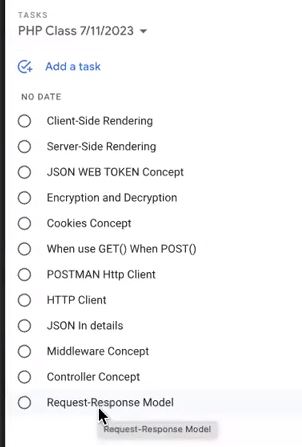 TASKS
PHP Class 7/11/2023
Add a task
NO DATE
Client-Side Rendering
Server-Side Rendering
JSON WEB TOKEN Concept
Encryption and Decryption
Cookies Concept
When use GET() When POST()
POSTMAN Http Client
HTTP Client
JSON In details
Middleware Concept
Controller Concept
Request-Response Model
Request-Response Model